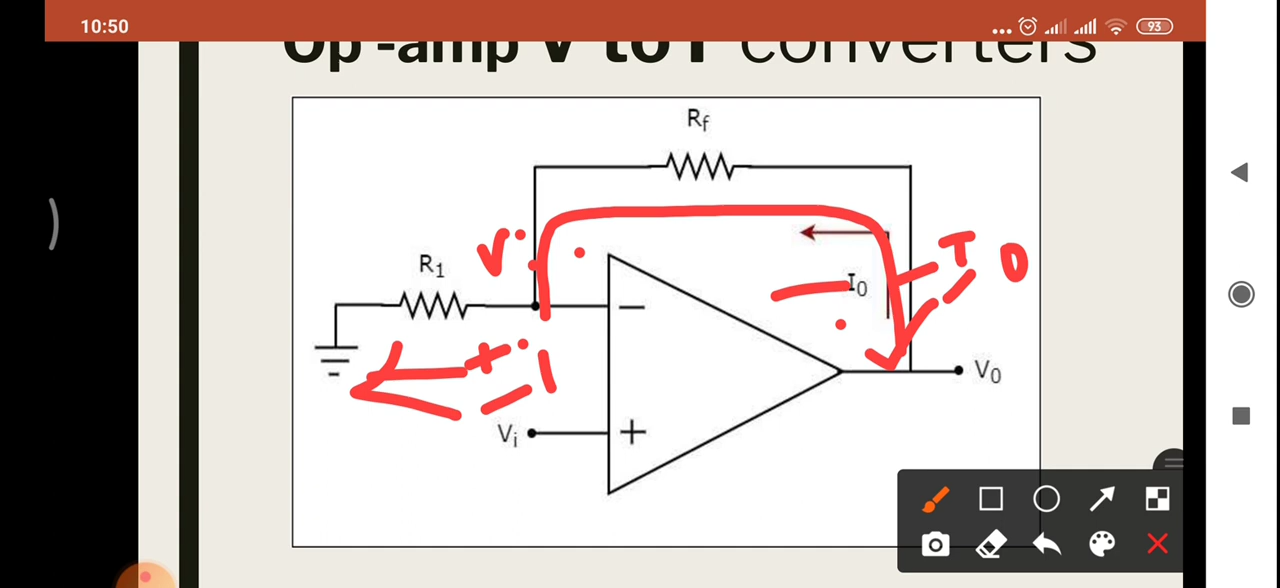 10:50
93
Op-amp V to I converters
Rf
R1
I0
−
Vi
+
V0